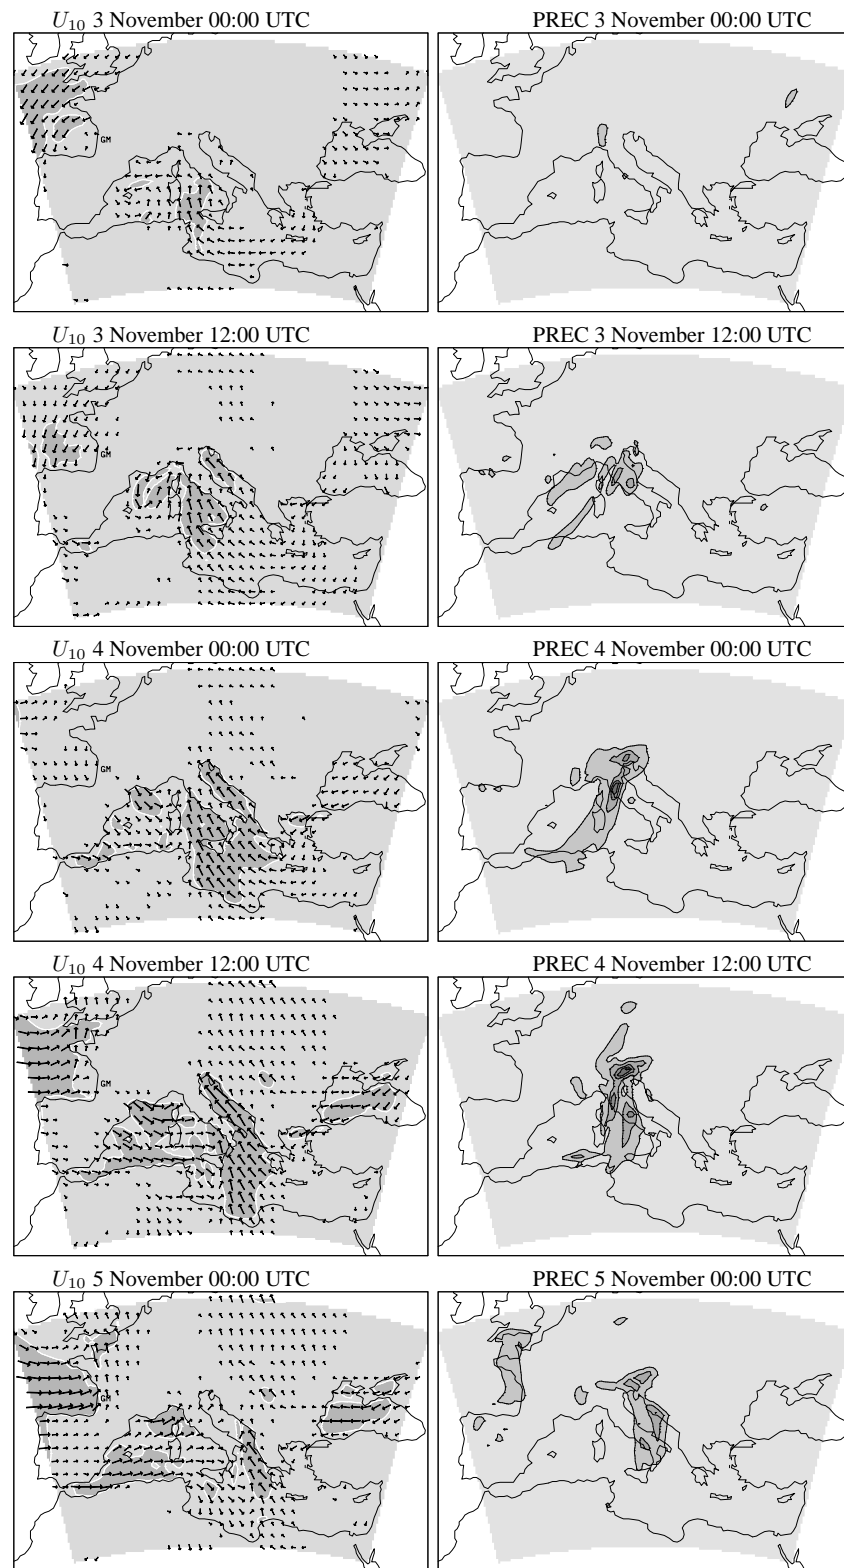 U10 3 November 00:00 UTC
PREC 3 November 00:00 UTC
GM
U10 3 November 12:00 UTC
PREC 3 November 12:00 UTC
GM
U10 4 November 00:00 UTC
PREC 4 November 00:00 UTC
GM
U10 4 November 12:00 UTC
PREC 4 November 12:00 UTC
GM
U10 5 November 00:00 UTC
PREC 5 November 00:00 UTC
GM